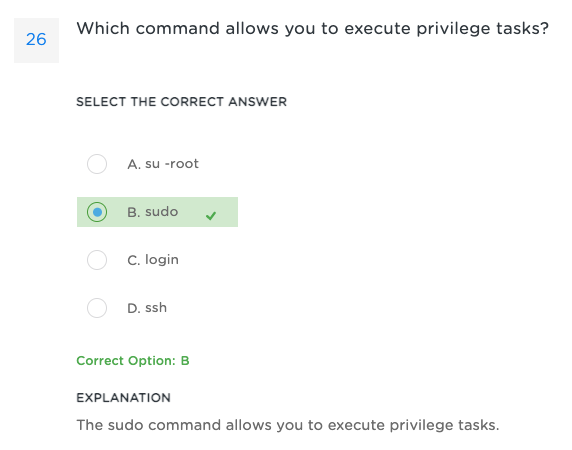 26
Which command allows you to execute privilege tasks?
SELECT THE CORRECT ANSWER
A. su -root
B. sudo
C. login
D. ssh
Correct Option: B
EXPLANATION
The sudo command allows you to execute privilege tasks.